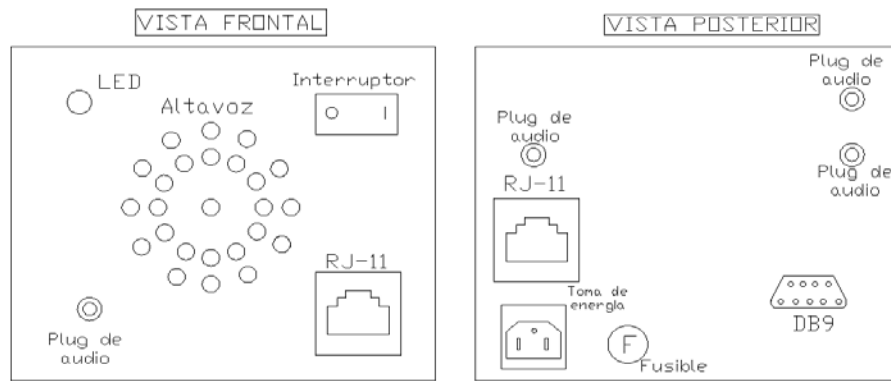 VISTA FRONTAL
LED
Interruptor
Altavoz
O I
RJ-11
Plug de
audio
VISTA POSTERIOR
Plug de
audio
Plug de
audio
Plug de
audio
RJ-11
Toma de
energía
DB9
F
Fusible